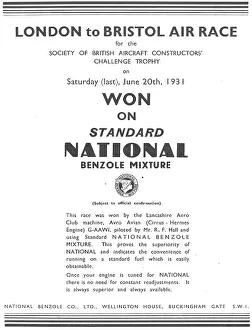 LONDON to BRISTOL AIR RACE
for the
SOCIETY OF BRITISH AIRCRAFT CONSTRUCTORS'
CHALLENGE TROPHY
on
Saturday (last), June 20th, 1931
WON
ON
STANDARD
NATIONAL
BENZOLE MIXTURE
(Subject to official confirmation)
This race was won by the Lancashire Aero
Club machine, Avro Avian (Cirrus-Hermes
Engine) G-AAWI, piloted by Mr. R. F. Hall and
using Standard NATIONAL BENZOLE
MIXTURE. This proves the superiority of
NATIONAL and indicates the convenience of
running on a standard fuel which is easily
obtainable.
Once your engine is tuned for NATIONAL
there is no need for constant readjustments. It
is always superior and available.
NATIONAL BENZOLE CO., LTD., WELLINGTON HOUSE, BUCKINGHAM GATE S.W.1.